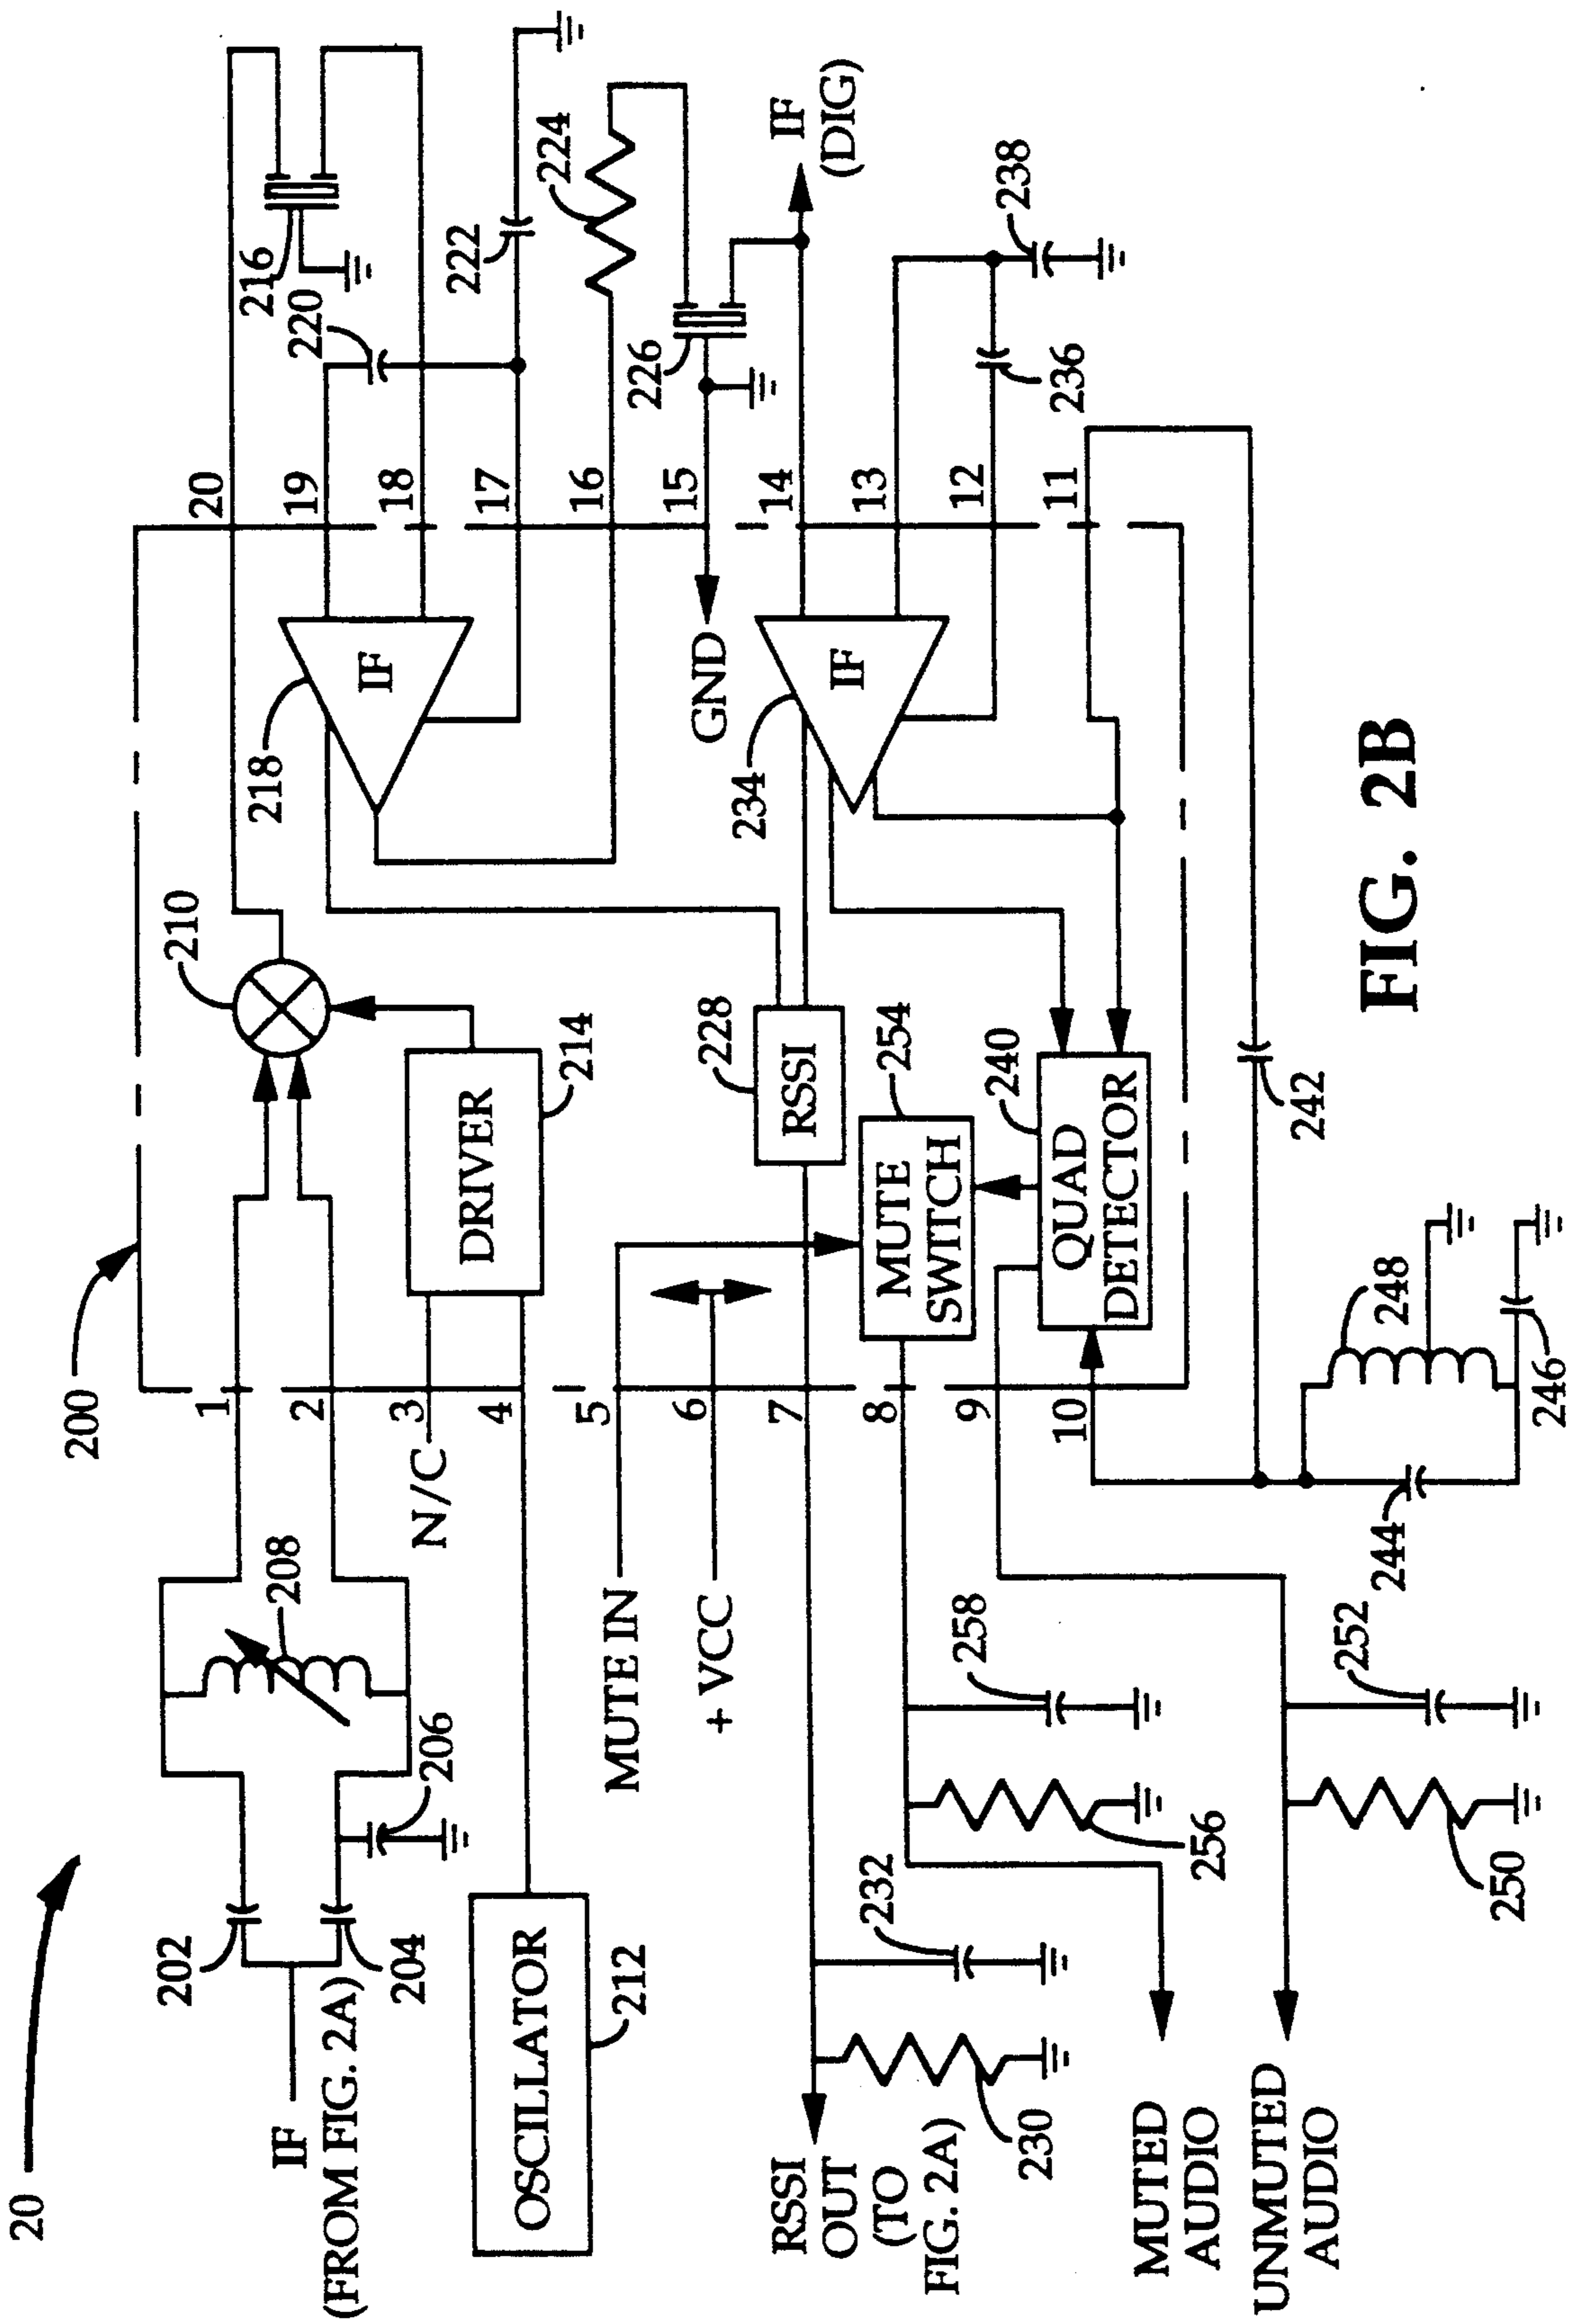 20
200
IF
(FROM FIG. 2A)
202
204
206
208
1
2
N/C
3
4
OSCILLATOR
212
DRIVER
214
210
20
19
18
17
16
15
14
13
12
11
216
220
222
224
226
218
IF
GND
IF
(DIG)
234
IF
238
236
MUTE IN
5
+ VCC
6
7
8
9
10
RSSI
228
MUTE
SWITCH
254
QUAD
DETECTOR
240
242
248
246
244
RSSI
OUT
(TO
FIG. 2A)
230
232
MUTED
AUDIO
256
258
UNMUTED
AUDIO
250
252
FIG. 2B